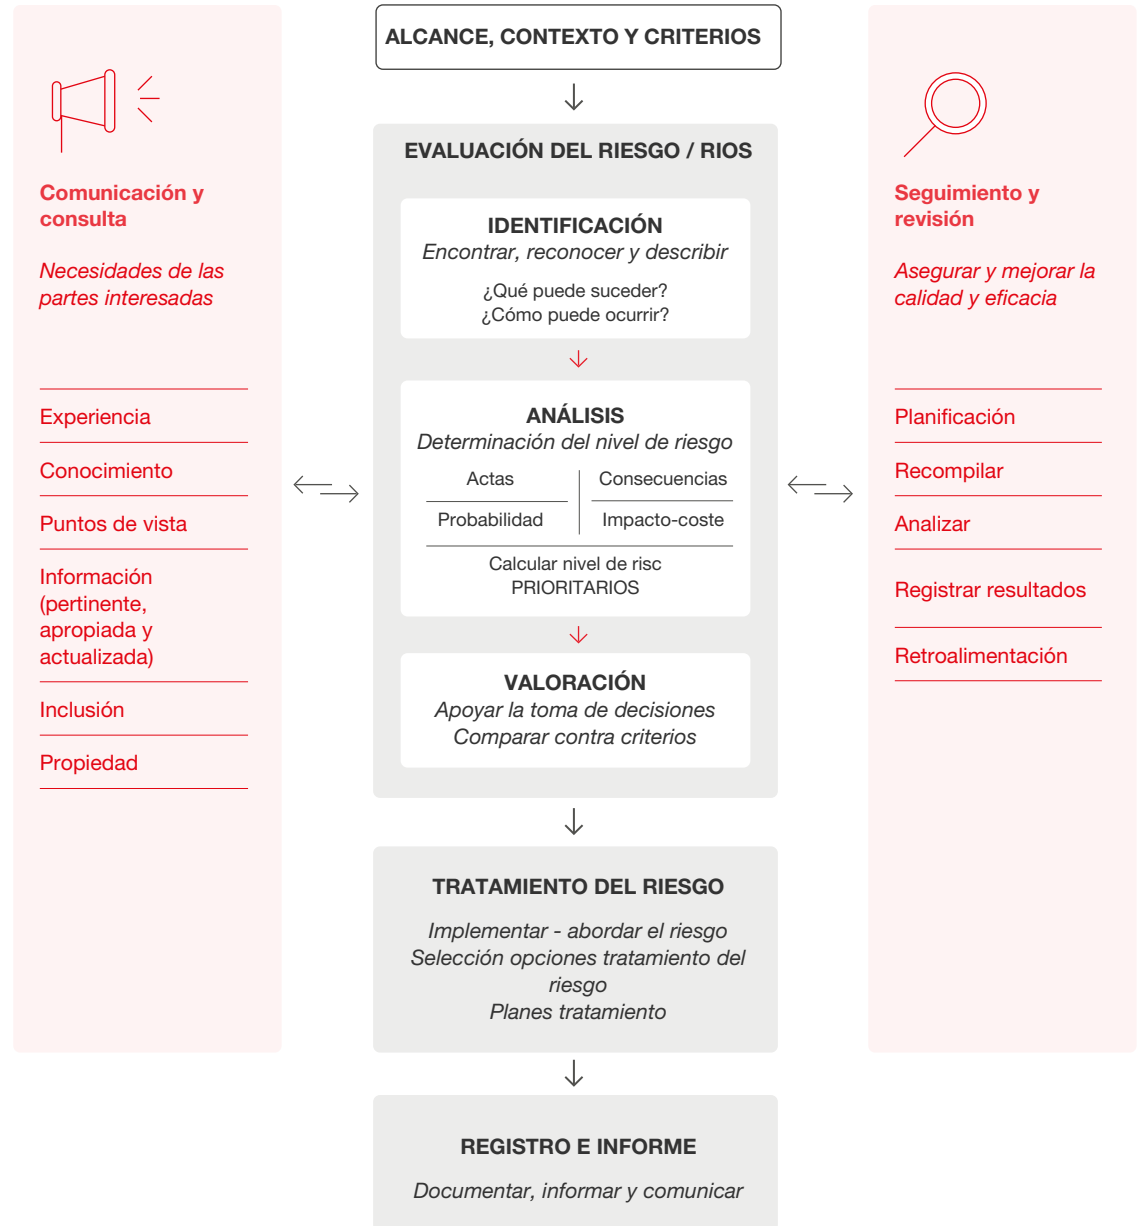 ALCANCE, CONTEXTO Y CRITERIOS
Comunicación y
consulta
Necesidades de las
partes interesadas
Experiencia
Conocimiento
Puntos de vista
Información
(pertinente,
apropiada y
actualizada)
Inclusión
Propiedad
EVALUACIÓN DEL RIESGO / RIOS
IDENTIFICACIÓN
Encontrar, reconocer y describir
¿Qué puede suceder?
¿Cómo puede ocurrir?
ANÁLISIS
Determinación del nivel de riesgo
Actas
Consecuencias
Probabilidad
Impacto-coste
Calcular nivel de risc
PRIORITARIOS
VALORACIÓN
Apoyar la toma de decisiones
Comparar contra criterios
TRATAMIENTO DEL RIESGO
Implementar - abordar el riesgo
Selección opciones tratamiento del
riesgo
Planes tratamiento
REGISTRO E INFORME
Documentar, informar y comunicar
Seguimiento y
revisión
Asegurar y mejorar la
calidad y eficacia
Planificación
Recompilar
Analizar
Registrar resultados
Retroalimentación